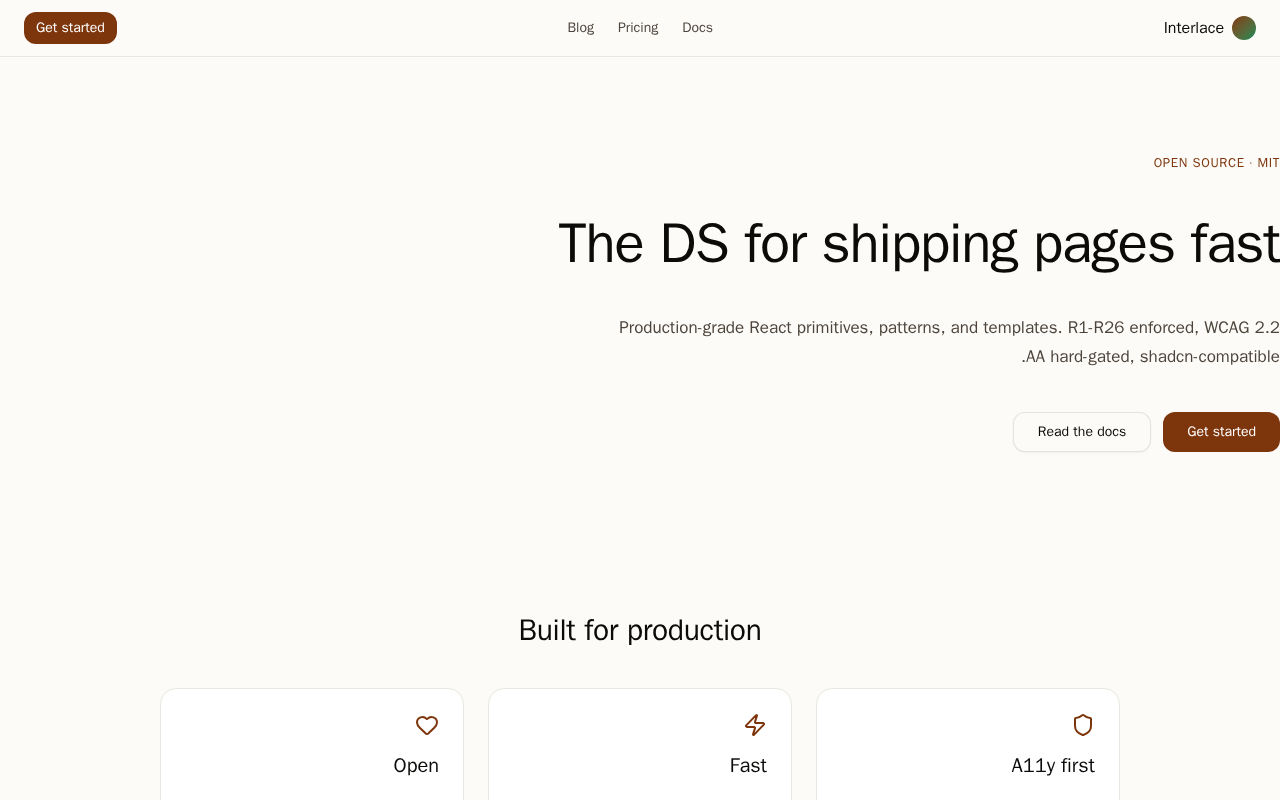 Interlace
Docs
Pricing
Blog
Get started
OPEN SOURCE · MIT
The DS for shipping pages fast
Production-grade React primitives, patterns, and templates. R1-R26 enforced, WCAG 2.2
.AA hard-gated, shadcn-compatible
Get started
Read the docs
Built for production
A11y first
Fast
Open